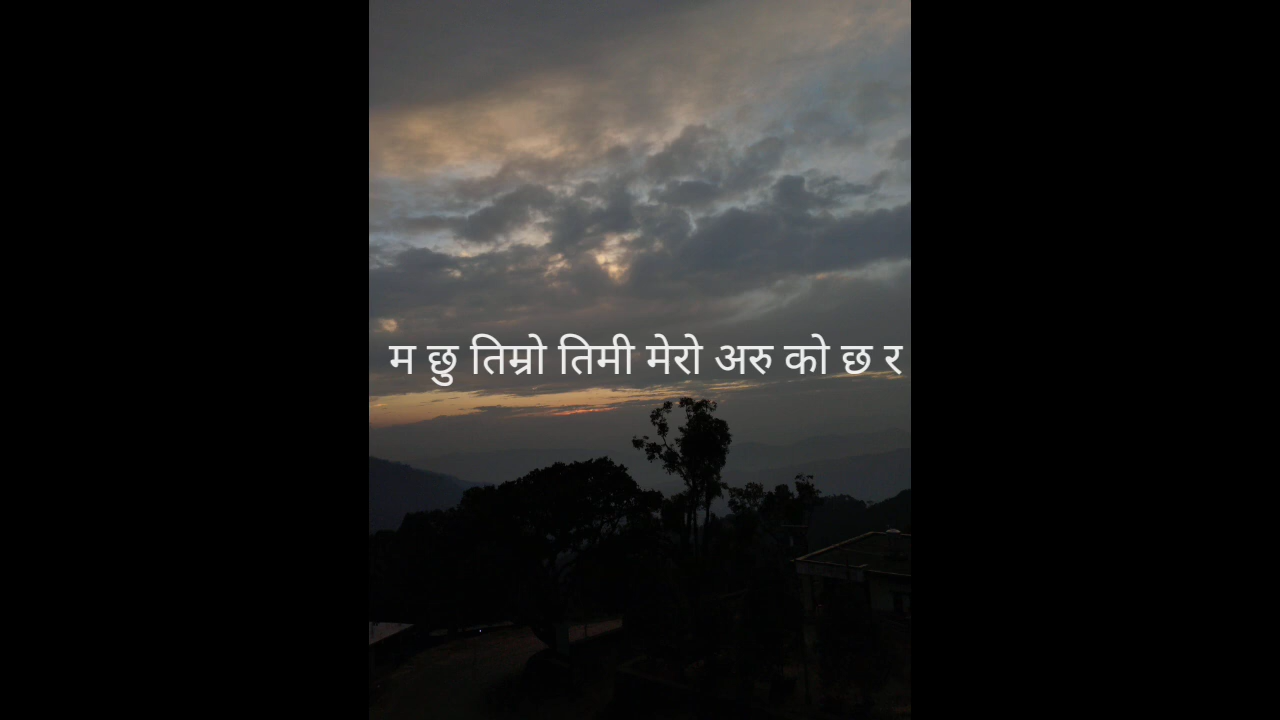 म छु तिम्रो तिमी मेरो अरु को छ र